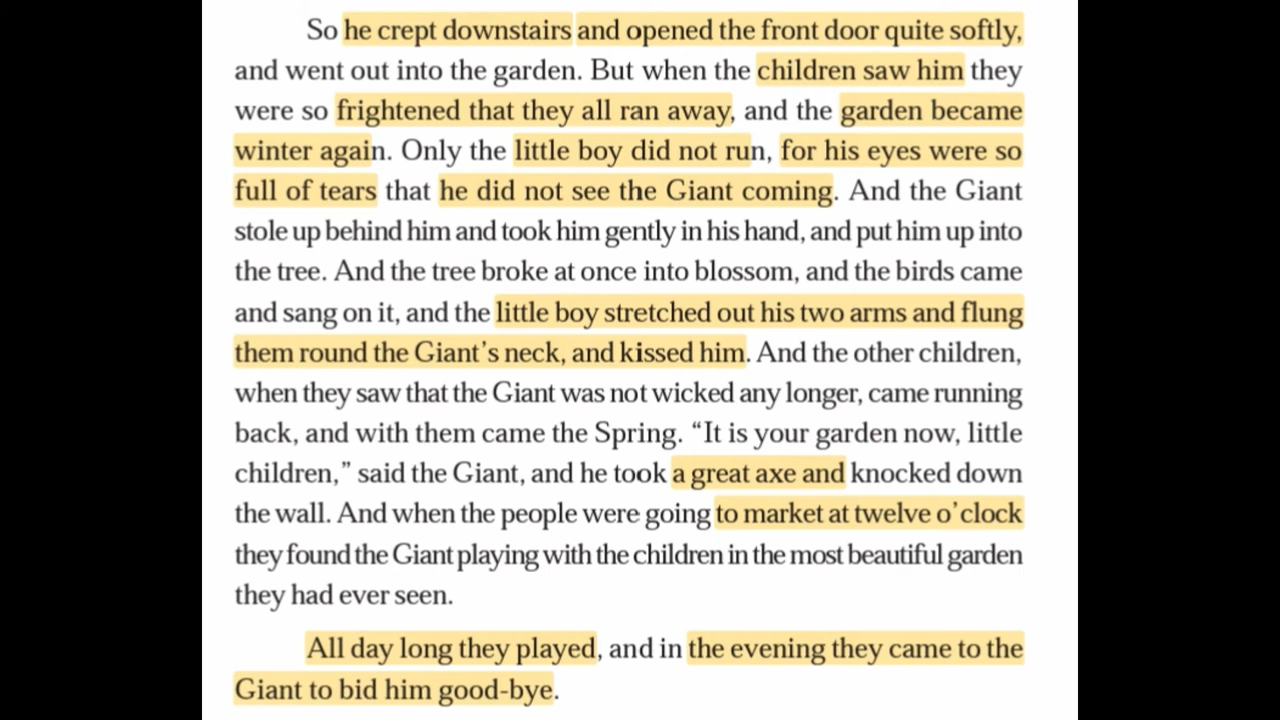 So he crept downstairs and opened the front door quite softly,
and went out into the garden. But when the children saw him they
were so frightened that they all ran away, and the garden became
winter again. Only the little boy did not run, for his eyes were so
full of tears that he did not see the Giant coming. And the Giant
stole up behind him and took him gently in his hand, and put him up into
the tree. And the tree broke at once into blossom, and the birds came
and sang on it, and the little boy stretched out his two arms and flung
them round the Giant’s neck, and kissed him. And the other children,
when they saw that the Giant was not wicked any longer, came running
back, and with them came the Spring. “It is your garden now, little
children,” said the Giant, and he took a great axe and knocked down
the wall. And when the people were going to market at twelve o’clock
they found the Giant playing with the children in the most beautiful garden
they had ever seen.
All day long they played, and in the evening they came to the
Giant to bid him good-bye.